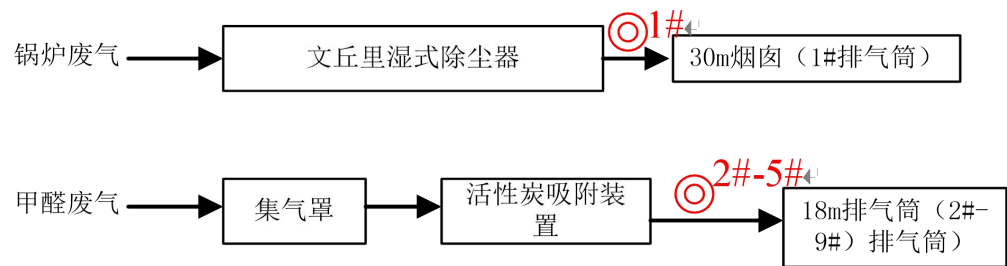 ◎1#
锅炉废气
文丘里湿式除尘器
30m烟囱（1#排气筒）
◎2#-5#
甲醛废气
集气罩
活性炭吸附装
置
18m排气筒（2#-
9#）排气筒）